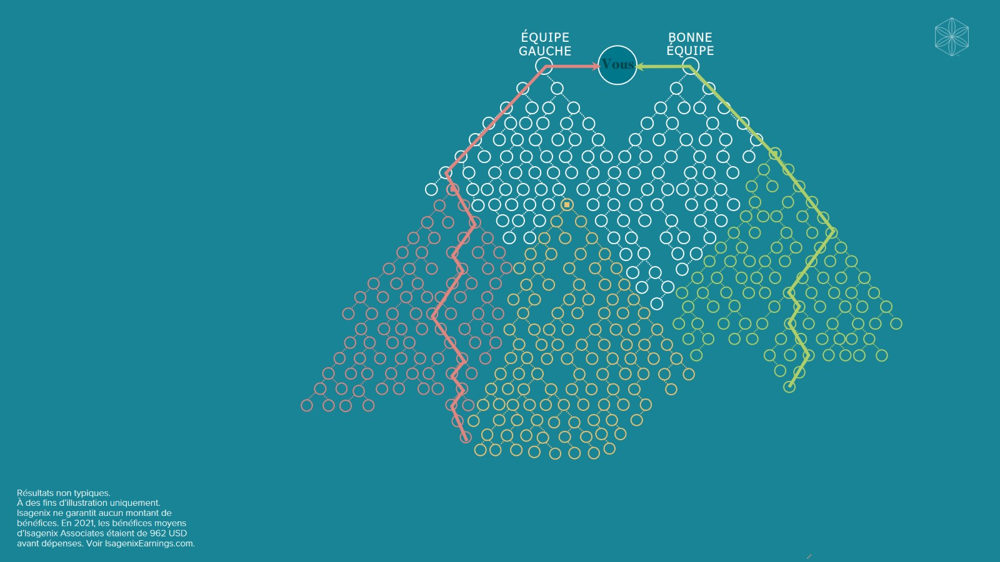 ÉQUIPE
GAUCHE
Vous
BONNE
ÉQUIPE
Résultats non typiques.
À des fins d'illustration uniquement.
Isagenix ne garantit aucun montant de
bénéfices. En 2021, les bénéfices moyens
d'Isagenix Associates étaient de 962 USD
avant dépenses. Voir IsagenixEarnings.com.